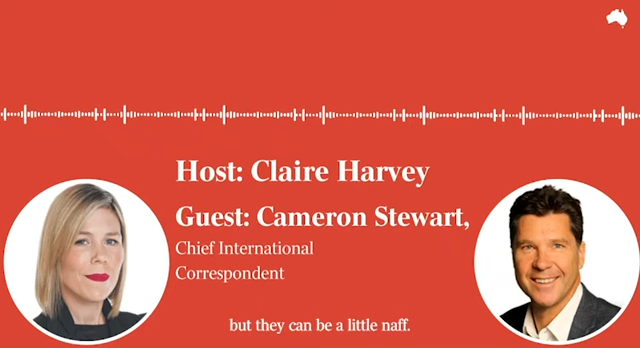 Host: Claire Harvey
Guest: Cameron Stewart,
Chief International
Correspondent
but they can be a little naff.